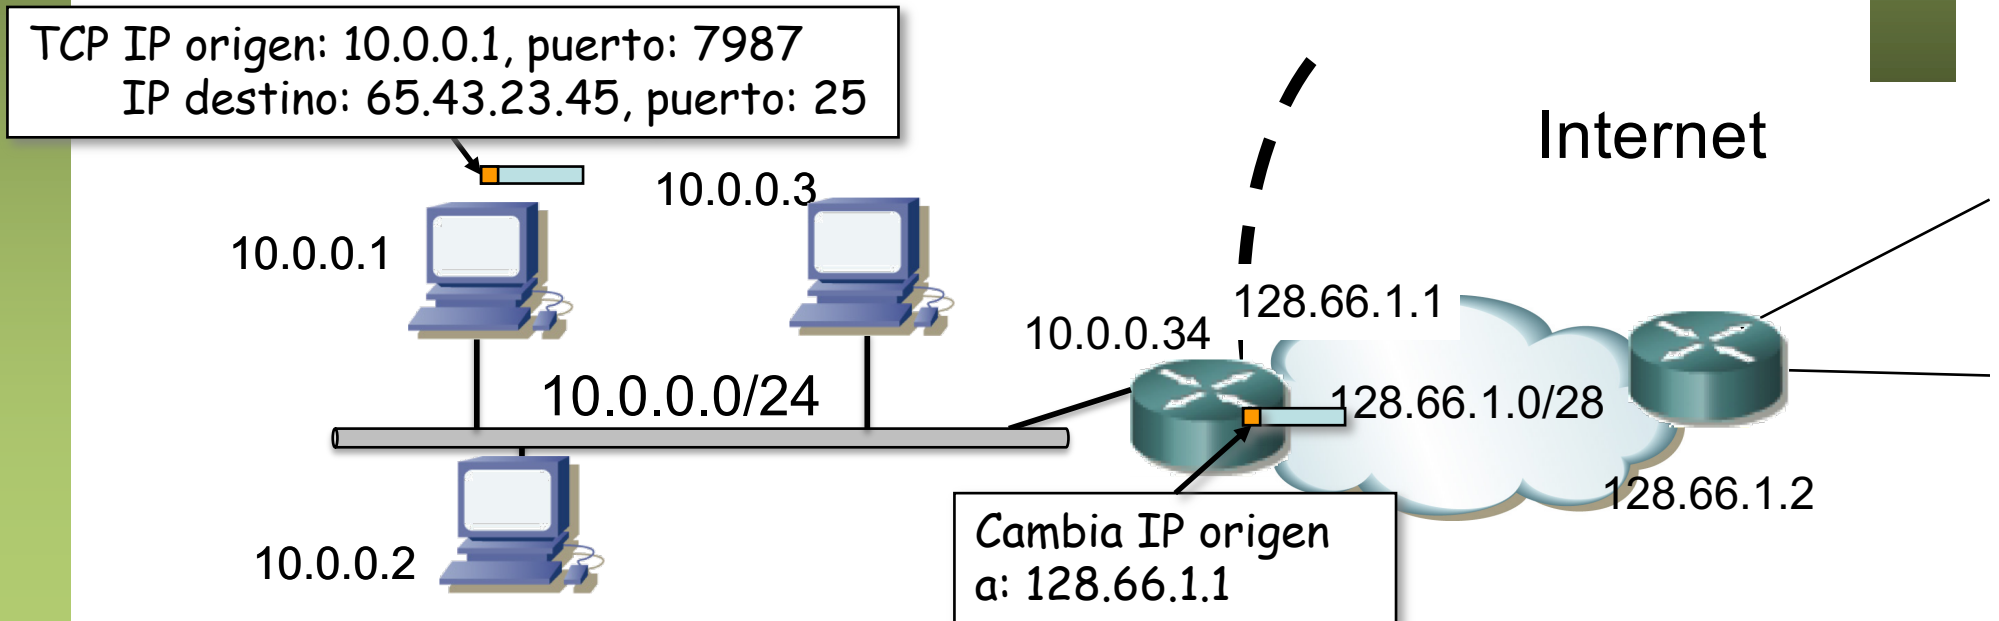 TCP IP origen: 10.0.0.1, puerto: 7987
IP destino: 65.43.23.45, puerto: 25
Internet
10.0.0.3
10.0.0.1
128.66.1.1
10.0.0.34
10.0.0.0/24
128.66.1.0/28
128.66.1.2
10.0.0.2
Cambia IP origen
a: 128.66.1.1